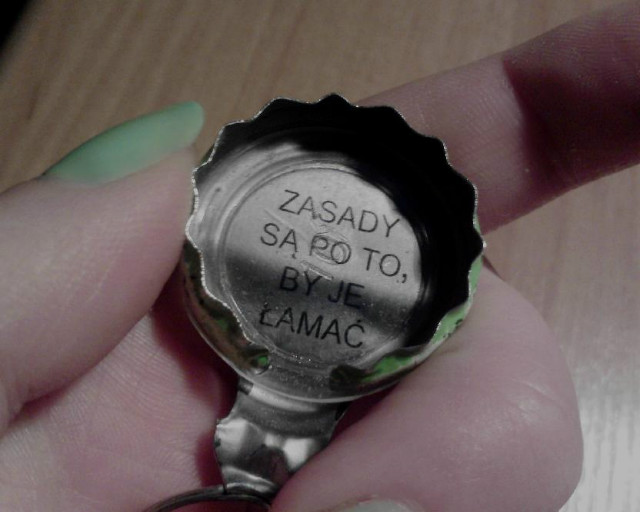 ZASADY
SĄ PO TO,
BY JE
ŁAMAĆ